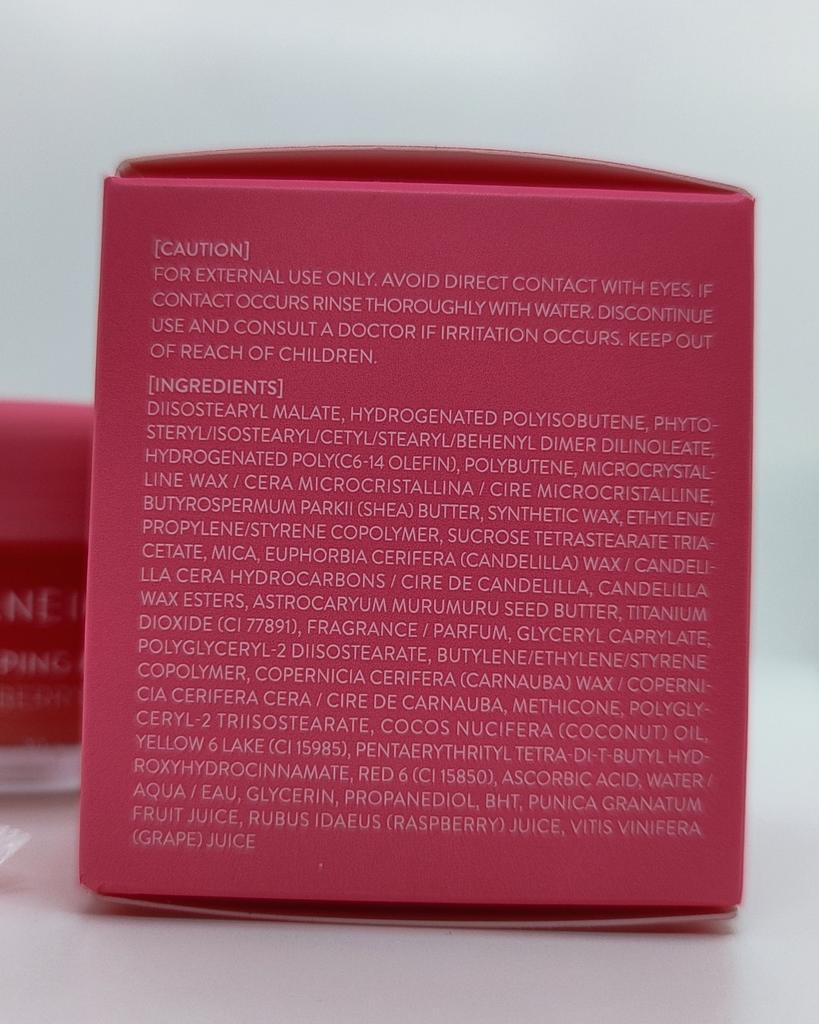 [CAUTION]
FOR EXTERNAL USE ONLY. AVOID DIRECT CONTACT WITH EYES. IF
CONTACT OCCURS RINSE THOROUGHLY WITH WATER. DISCONTINUE
USE AND CONSULT A DOCTOR IF IRRITATION OCCURS. KEEP OUT
OF REACH OF CHILDREN.
[INGREDIENTS]
DIISOSTEARYL MALATE, HYDROGENATED POLYISOBUTENE, PHYTO-
STERYL/ISOSTEARYL/CETYL/STEARYL/BEHENYL DIMER DILINOLEATE,
HYDROGENATED POLY(C6-14 OLEFIN), POLYBUTENE, MICROCRYSTAL-
LINE WAX / CERA MICROCRISTALLINA / CIRE MICROCRISTALLINE,
BUTYROSPERMUM PARKII (SHEA) BUTTER, SYNTHETIC WAX, ETHYLENE/
PROPYLENE/STYRENE COPOLYMER, SUCROSE TETRASTEARATE TRIA-
CETATE, MICA, EUPHORBIA CERIFERA (CANDELILLA) WAX / CANDELI-
LLA CERA HYDROCARBONS / CIRE DE CANDELILLA, CANDELILLA
WAX ESTERS, ASTROCARYUM MURUMURU SEED BUTTER, TITANIUM
DIOXIDE (CI 77891), FRAGRANCE / PARFUM, GLYCERYL CAPRYLATE,
POLYGLYCERYL-2 DIISOSTEARATE, BUTYLENE/ETHYLENE/STYRENE
COPOLYMER, COPERNICIA CERIFERA (CARNAUBA) WAX / COPERNI-
CIA CERIFERA CERA / CIRE DE CARNAUBA, METHICONE, POLYGLY-
CERYL-2 TRIISOSTEARATE, COCOS NUCIFERA (COCONUT) OIL,
YELLOW 6 LAKE (CI 15985), PENTAERYTHRITYL TETRA-DI-T-BUTYL HYD-
ROXYHYDROCINNAMATE, RED 6 (CI 15850), ASCORBIC ACID, WATER /
AQUA / EAU, GLYCERIN, PROPANEDIOL, BHT, PUNICA GRANATUM
FRUIT JUICE, RUBUS IDAEUS (RASPBERRY) JUICE, VITIS VINIFERA
(GRAPE) JUICE